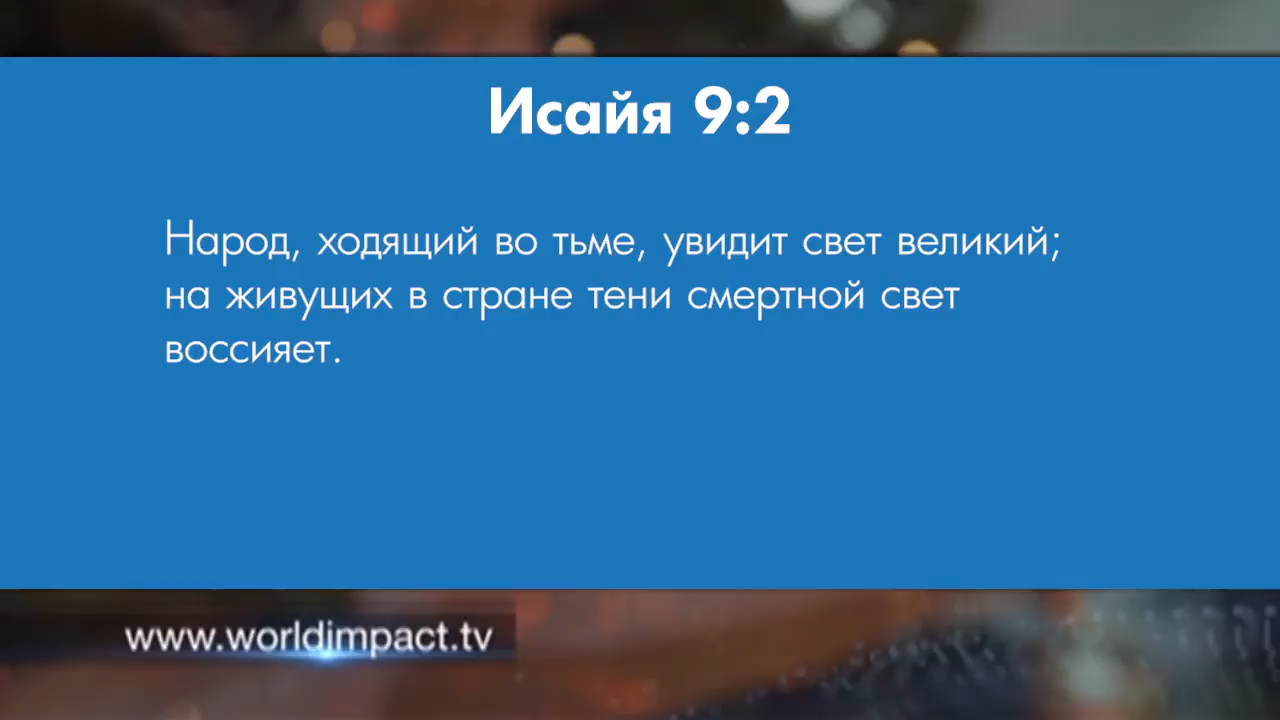 Исайя 9:2
Народ, ходящий во тьме, увидит свет великий;
на живущих в стране тени смертной свет
воссияет.
www.worldimpact.tv